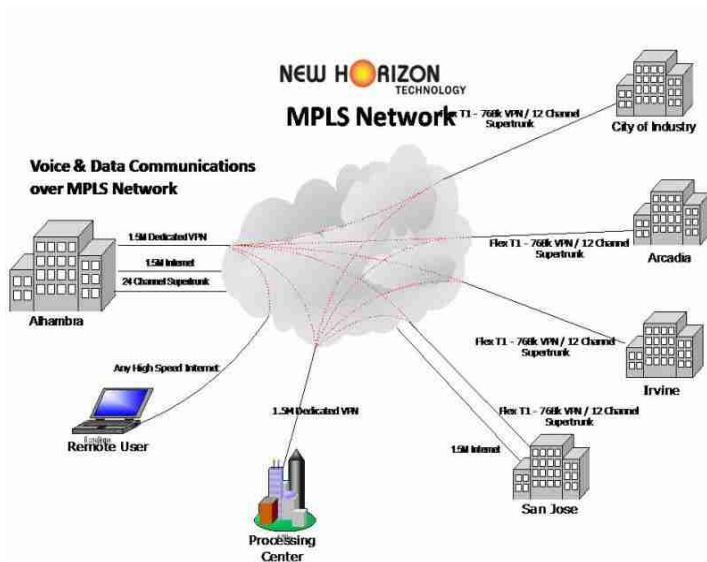 NEW HORIZON
TECHNOLOGY
MPLS Network
Flex T1 - 768k VPN / 12 Channel
Supertrunk
City of Industry
Voice & Data Communications
over MPLS Network
1.5M Dedicated VPN
1.5M Internet
24 Channel Supertrunk
Alhambra
Flex T1 - 768k VPN / 12 Channel
Supertrunk
Arcadia
Flex T1 - 768k VPN / 12 Channel
Supertrunk
Irvine
Any High Speed Internet
Remote User
1.5M Dedicated VPN
Processing
Center
Flex T1 - 768k VPN / 12 Channel
Supertrunk
1.5M Internet
San Jose